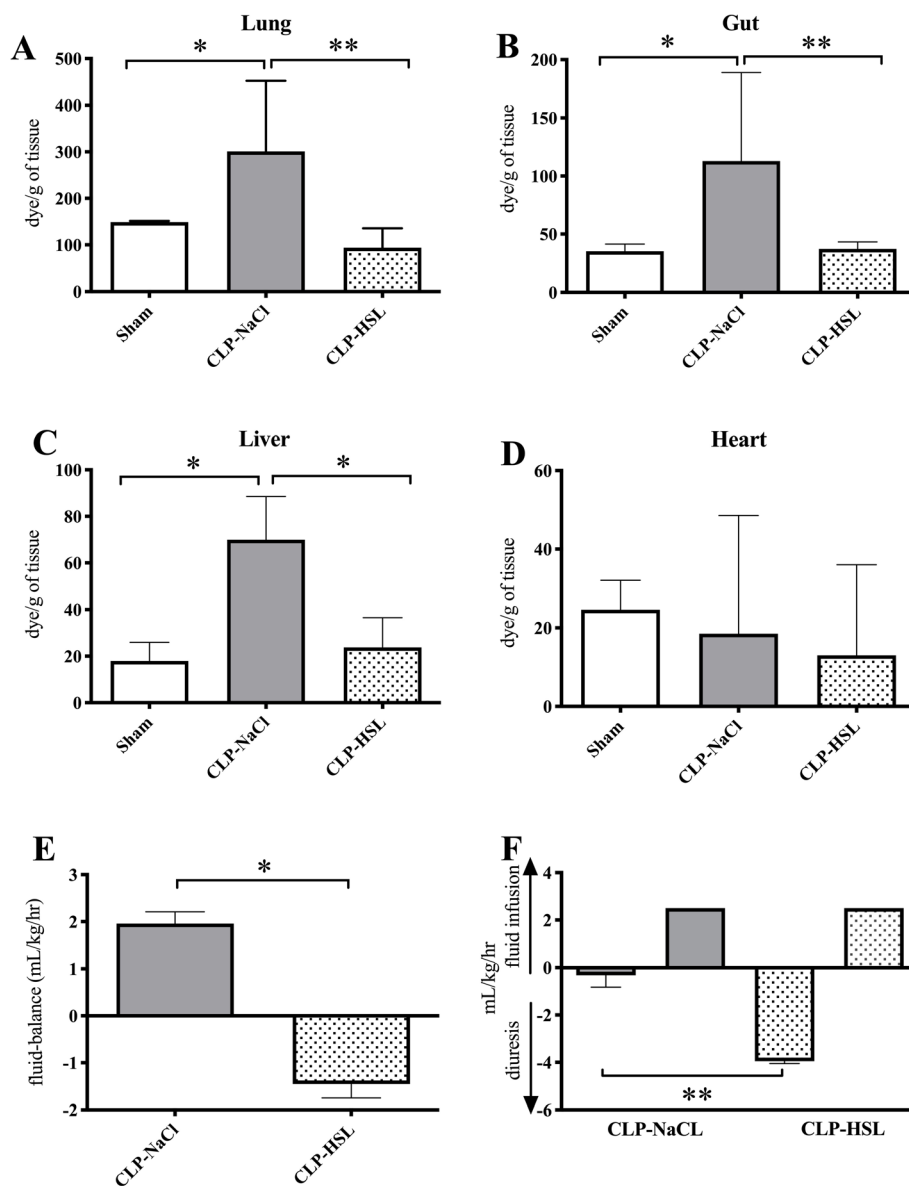 A
Lung
*
**
dye/g of tissue
500
400
300
200
100
0
Sham
CLP-NaCl
CLP-HSL
B
Gut
*
**
dye/g of tissue
200
150
100
50
0
Sham
CLP-NaCl
CLP-HSL
C
Liver
*
*
dye/g of tissue
100
80
60
40
20
0
Sham
CLP-NaCl
CLP-HSL
D
Heart
dye/g of tissue
60
40
20
0
Sham
CLP-NaCl
CLP-HSL
E
*
fluid-balance (mL/kg/hr)
3
2
1
0
-1
-2
CLP-NaCl
CLP-HSL
F
fluid infusion
mL/kg/hr
diuresis
4
2
0
-2
-4
-6
**
CLP-NaCL
CLP-HSL